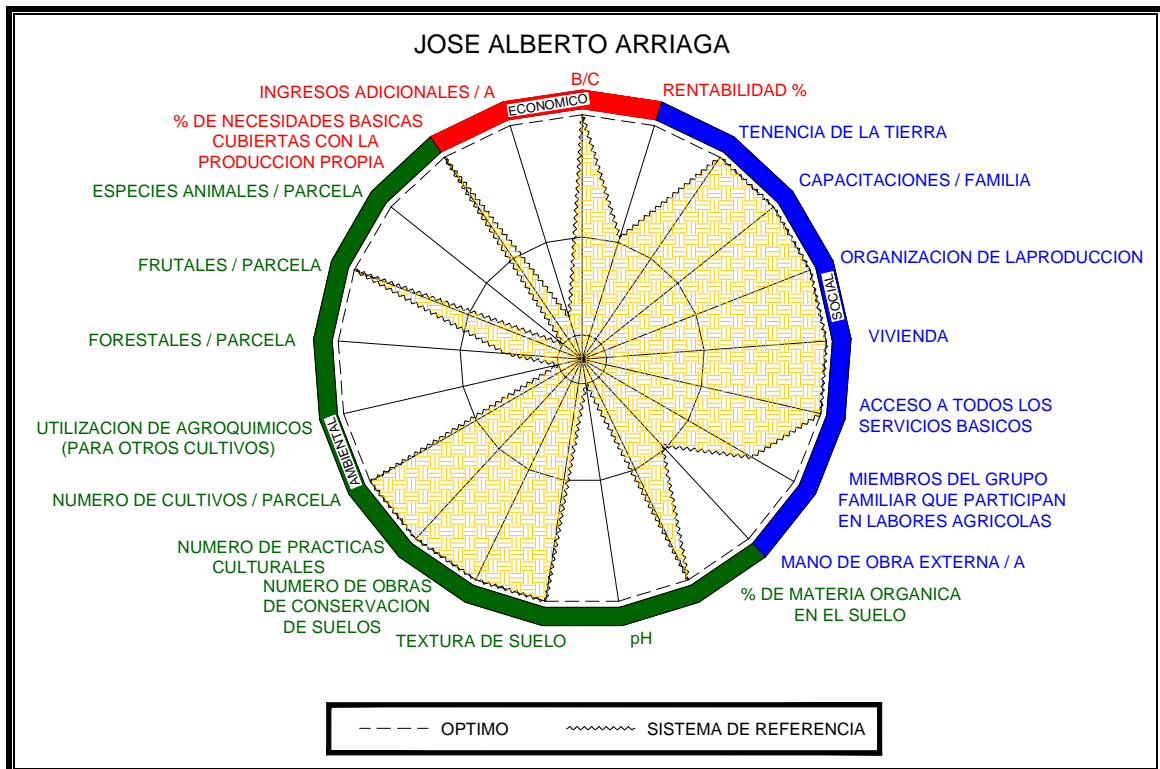 JOSE ALBERTO ARRIAGA
B/C
ECONOMICO
RENTABILIDAD %
TENENCIA DE LA TIERRA
CAPACITACIONES / FAMILIA
ORGANIZACION DE LAPRODUCCION
SOCIAL
VIVIENDA
ACCESO A TODOS LOS
SERVICIOS BASICOS
MIEMBROS DEL GRUPO
FAMILIAR QUE PARTICIPAN
EN LABORES AGRICOLAS
MANO DE OBRA EXTERNA / A
% DE MATERIA ORGANICA
EN EL SUELO
pH
TEXTURA DE SUELO
NUMERO DE OBRAS
DE CONSERVACION
DE SUELOS
NUMERO DE PRACTICAS
CULTURALES
NUMERO DE CULTIVOS / PARCELA
AMBIENTAL
UTILIZACION DE AGROQUIMICOS
(PARA OTROS CULTIVOS)
FORESTALES / PARCELA
FRUTALES / PARCELA
ESPECIES ANIMALES / PARCELA
% DE NECESIDADES BASICAS
CUBIERTAS CON LA
PRODUCCION PROPIA
INGRESOS ADICIONALES / A
OPTIMO
SISTEMA DE REFERENCIA